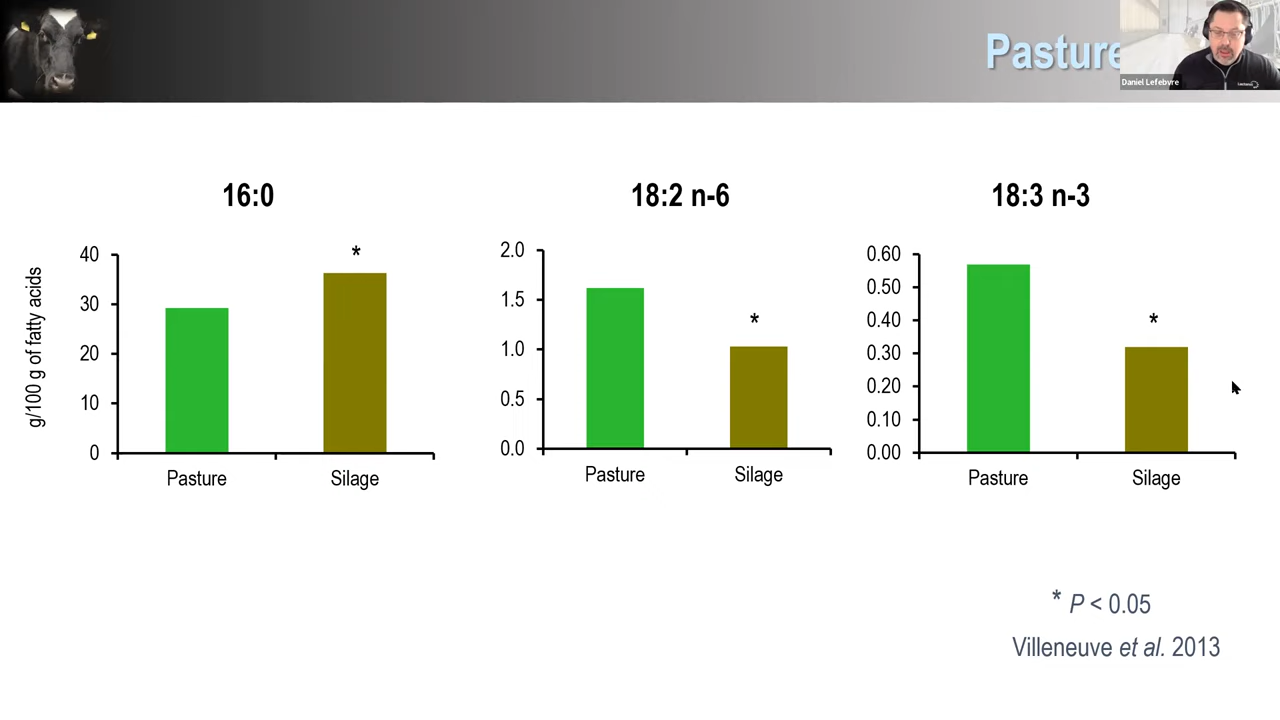 Pasture
Daniel Lefebvre
16:0
18:2 n-6
18:3 n-3
g/100 g of fatty acids
40
30
20
10
0
*
Pasture
Silage
2.0
1.5
1.0
0.5
0.0
*
Pasture
Silage
0.60
0.50
0.40
0.30
0.20
0.10
0.00
*
Pasture
Silage
* P < 0.05
Villeneuve et al. 2013